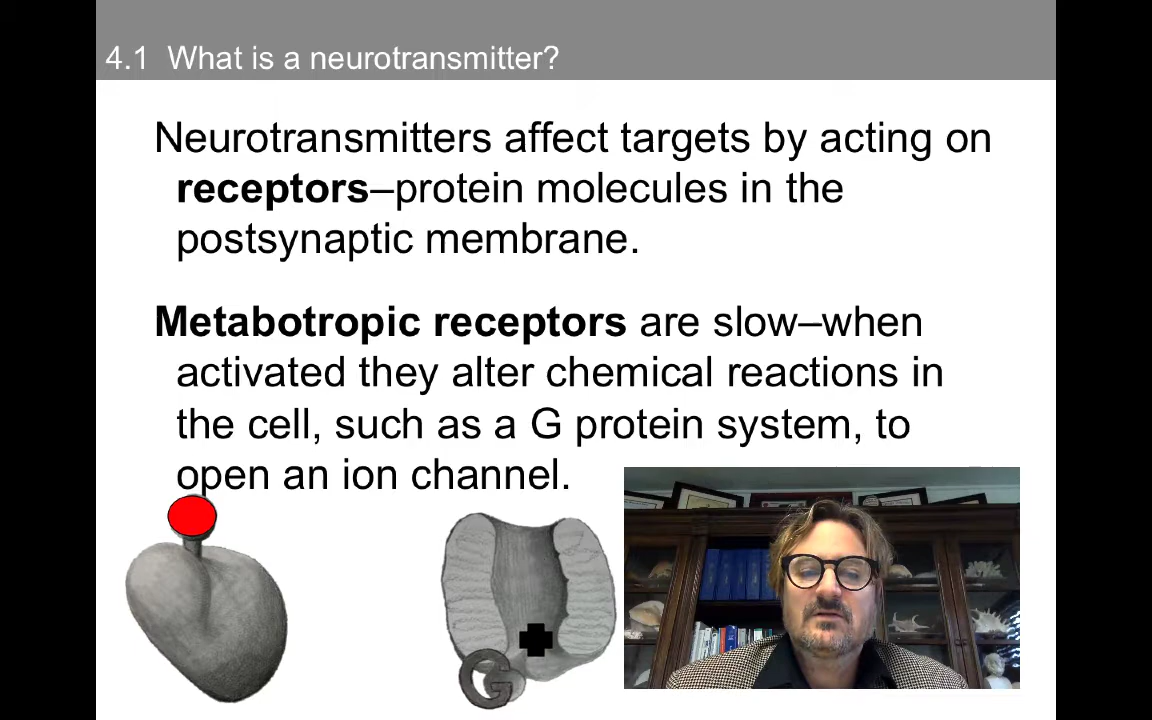 4.1 What is a neurotransmitter?
Neurotransmitters affect targets by acting on
receptors–protein molecules in the
postsynaptic membrane.
Metabotropic receptors are slow–when
activated they alter chemical reactions in
the cell, such as a G protein system, to
open an ion channel.
G